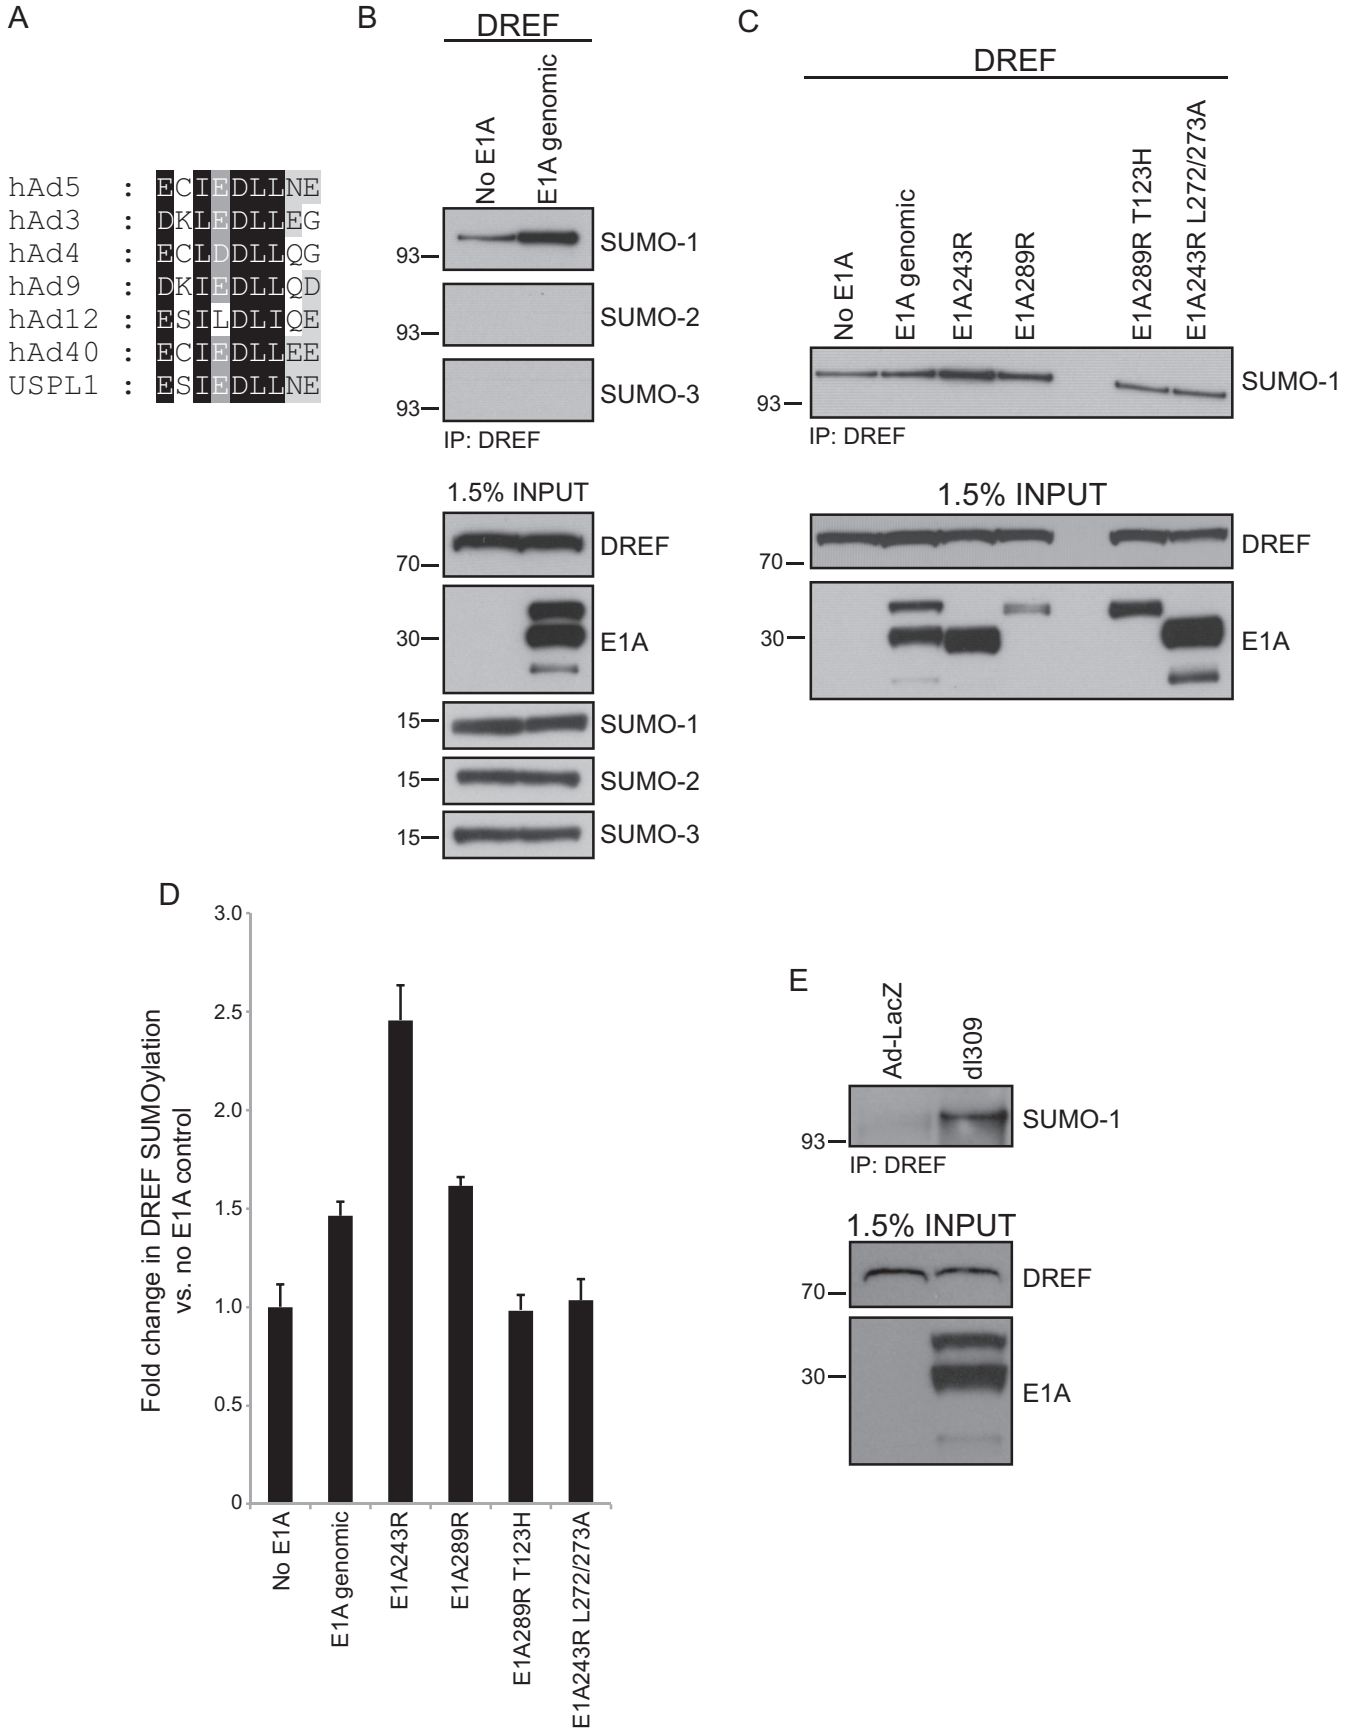 A
hAd5 : ECIEDLLNE
hAd3 : DKLEDLLEG
hAd4 : ECLDDLLQG
hAd9 : DKIEDLLQD
hAd12 : ESILDLIQE
hAd40 : ECIEDLLEE
USPL1 : ESIEDLLNE
B
DREF
No E1A
E1A genomic
93
SUMO-1
93
SUMO-2
93
SUMO-3
IP: DREF
1.5% INPUT
70
DREF
30
E1A
15
SUMO-1
15
SUMO-2
15
SUMO-3
C
DREF
No E1A
E1A genomic
E1A243R
E1A289R
E1A289R T123H
E1A243R L272/273A
93
SUMO-1
IP: DREF
1.5% INPUT
70
DREF
30
E1A
D
Fold change in DREF SUMOylation
vs. no E1A control
3.0
2.5
2.0
1.5
1.0
0.5
0
No E1A
E1A genomic
E1A243R
E1A289R
E1A289R T123H
E1A243R L272/273A
E
Ad-LacZ
dl309
93
SUMO-1
IP: DREF
1.5% INPUT
70
DREF
30
E1A